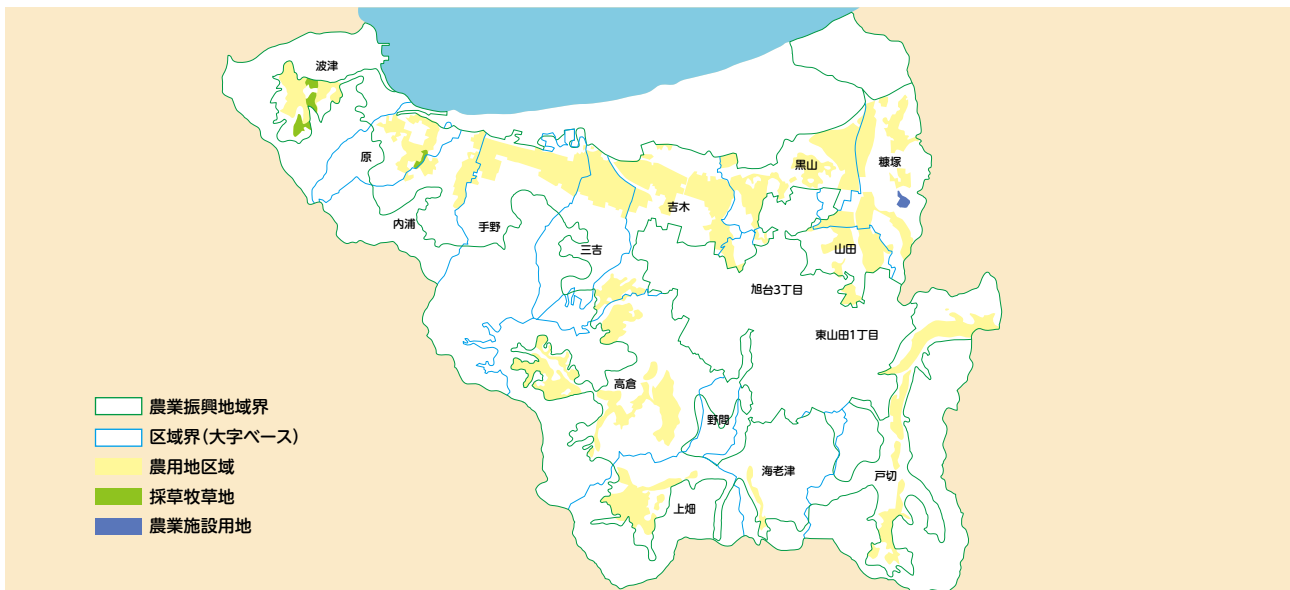 波津
原
内浦
手野
三吉
吉木
黒山
糠塚
山田
旭台3丁目
東山田1丁目
高倉
野間
海老津
戸切
上畑
農業振興地域界
区域界(大字ベース)
農用地区域
採草牧草地
農業施設用地